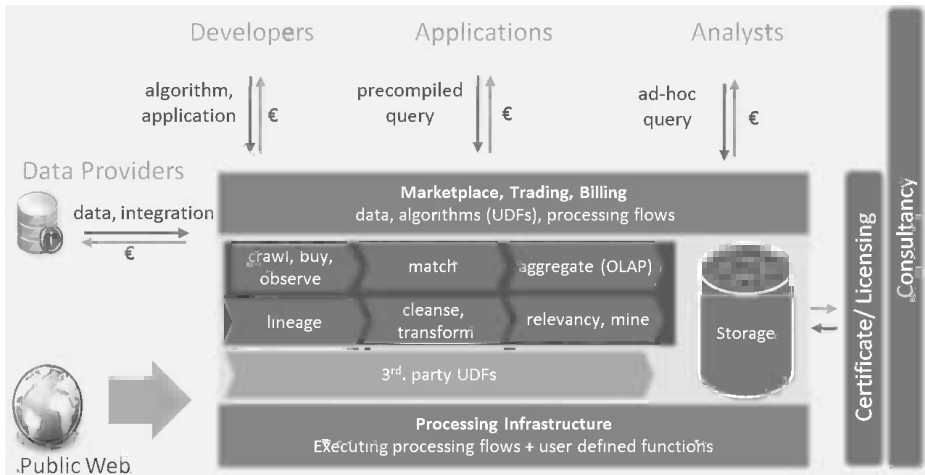 Developers
Applications
Analysts
algorithm,
application
€
precompiled
query
€
ad-hoc
query
€
Data Providers
data, integration
€
Marketplace, Trading, Billing
data, algorithms (UDFs), processing flows
crawl, buy,
observe
match
aggregate (OLAP)
lineage
cleanse,
transform
relevancy, mine
3rd. party UDFs
Storage
Processing Infrastructure
Executing processing flows + user defined functions
Public Web
Certificate/ Licensing
Consultancy